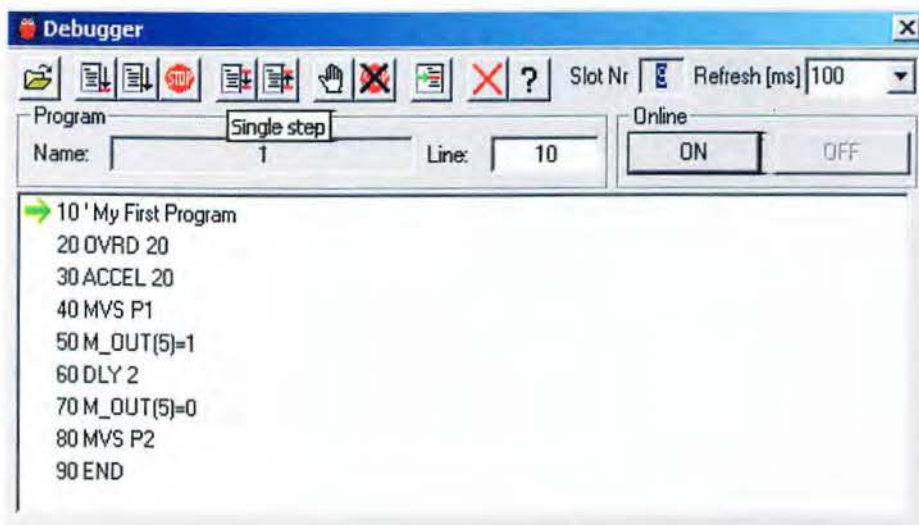 Debugger
STOP ? Slot Nr Refresh [ms] 100
Program Online
Single step
Name: 1 Line: 10 ON OFF
10 ' My First Program
20 OVRD 20
30 ACCEL 20
40 MVS P1
50 M_OUT(5)=1
60 DLY 2
70 M_OUT(5)=0
80 MVS P2
90 END